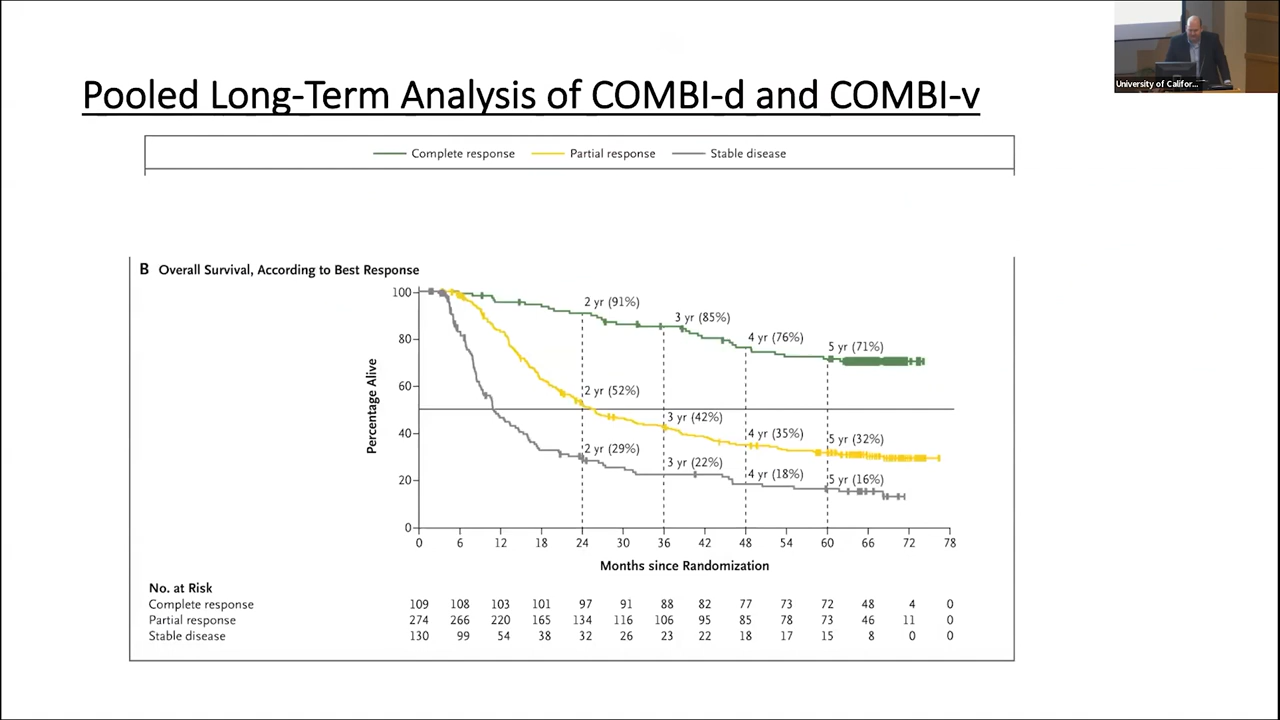 University of Califor...
Pooled Long-Term Analysis of COMBI-d and COMBI-v
Complete response Partial response Stable disease
B Overall Survival, According to Best Response
Percentage Alive
100
80
60
40
20
0
2 yr (91%)
3 yr (85%)
4 yr (76%)
5 yr (71%)
2 yr (52%)
3 yr (42%)
4 yr (35%)
5 yr (32%)
2 yr (29%)
3 yr (22%)
4 yr (18%)
5 yr (16%)
0 6 12 18 24 30 36 42 48 54 60 66 72 78
Months since Randomization
No. at Risk
Complete response 109 108 103 101 97 91 88 82 77 73 72 48 4 0
Partial response 274 266 220 165 134 116 106 95 85 78 73 46 11 0
Stable disease 130 99 54 38 32 26 23 22 18 17 15 8 0 0